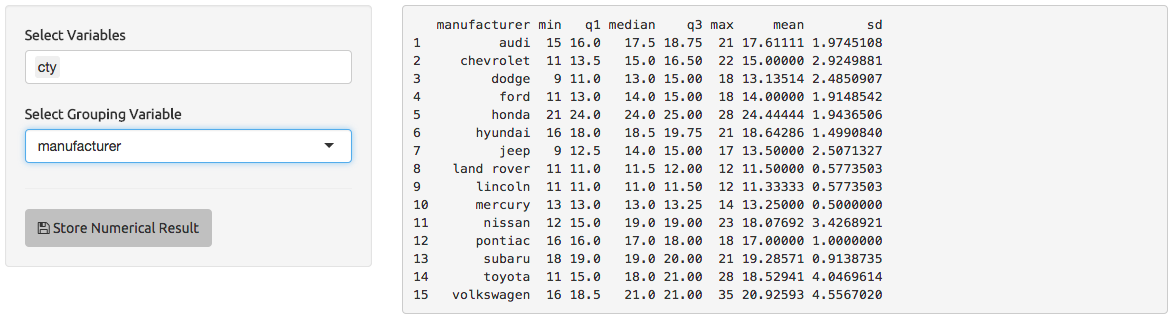 Select Variables
cty
Select Grouping Variable
manufacturer
Store Numerical Result
manufacturer min q1 median q3 max mean sd
1 audi 15 16.0 17.5 18.75 21 17.61111 1.9745108
2 chevrolet 11 13.5 15.0 16.50 22 15.00000 2.9249881
3 dodge 9 11.0 13.0 15.00 18 13.13514 2.4850907
4 ford 11 13.0 14.0 15.00 18 14.00000 1.9148542
5 honda 21 24.0 24.0 25.00 28 24.44444 1.9436506
6 hyundai 16 18.0 18.5 19.75 21 18.64286 1.4990840
7 jeep 9 12.5 14.0 15.00 17 13.50000 2.5071327
8 land rover 11 11.0 11.5 12.00 12 11.50000 0.5773503
9 lincoln 11 11.0 11.0 11.50 12 11.33333 0.5773503
10 mercury 13 13.0 13.0 13.25 14 13.25000 0.5000000
11 nissan 12 15.0 19.0 19.00 23 18.07692 3.4268921
12 pontiac 16 16.0 17.0 18.00 18 17.00000 1.0000000
13 subaru 18 19.0 19.0 20.00 21 19.28571 0.9138735
14 toyota 11 15.0 18.0 21.00 28 18.52941 4.0469614
15 volkswagen 16 18.5 21.0 21.00 35 20.92593 4.5567020